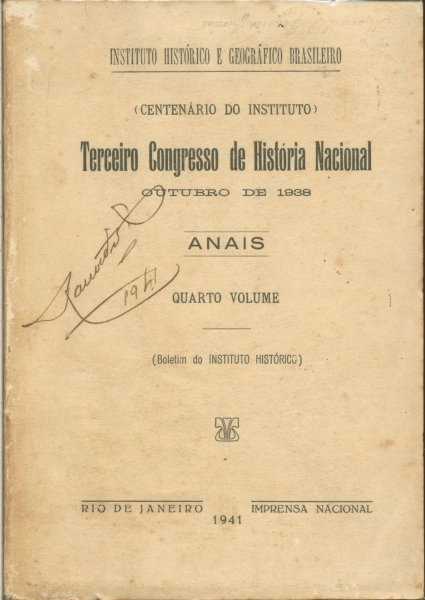 INSTITUTO HISTÓRICO E GEOGRÁFICO BRASILEIRO
(CENTENÁRIO DO INSTITUTO)
Terceiro Congresso de História Nacional
OUTUBRO DE 1938
ANAIS
1941
QUARTO VOLUME
(Boletim do INSTITUTO HISTÓRICO)
RIO DE JANEIRO IMPRENSA NACIONAL
1941